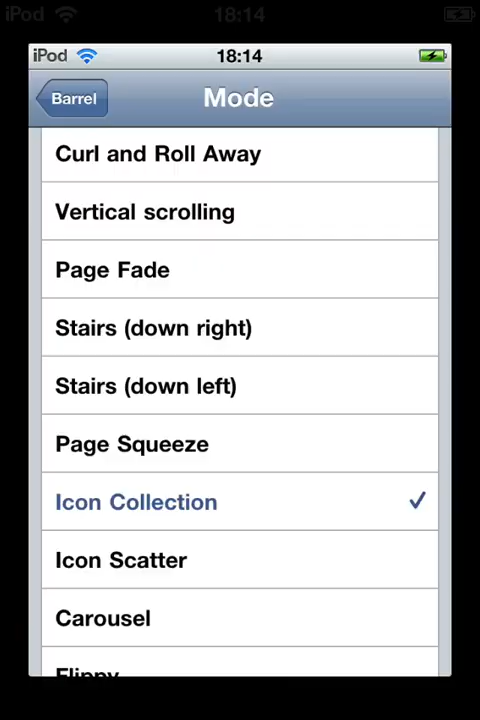 iPod 18:14
iPod 18:14
Barrel Mode
Curl and Roll Away
Vertical scrolling
Page Fade
Stairs (down right)
Stairs (down left)
Page Squeeze
Icon Collection
Icon Scatter
Carousel
Flippy